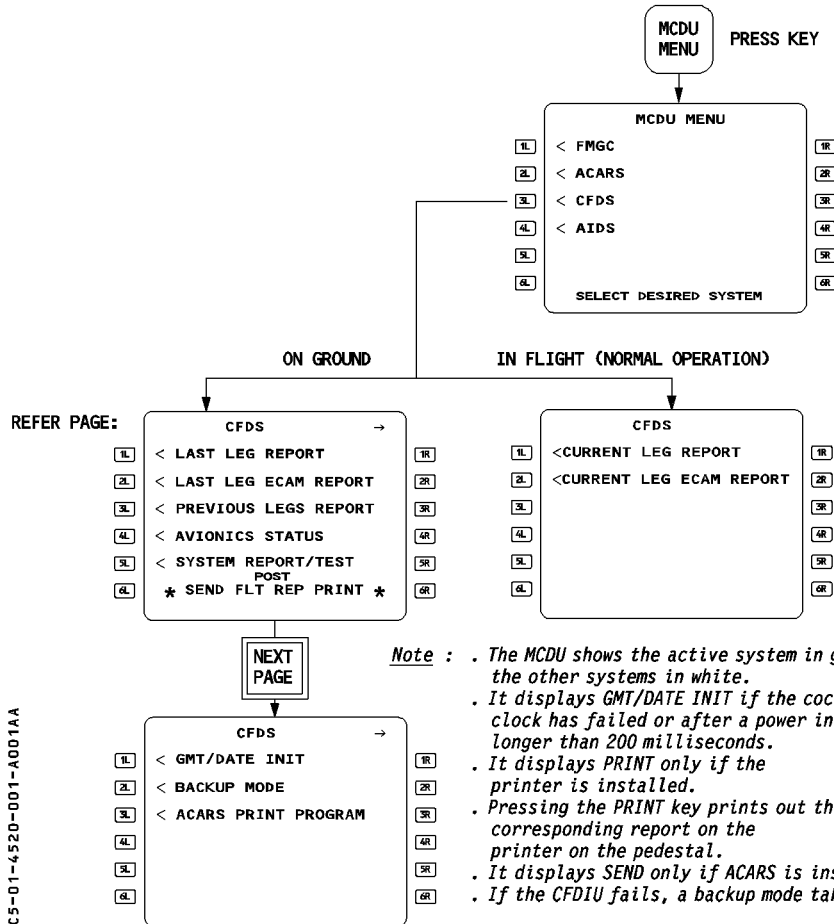 MCDU
MENU
PRESS KEY
MCDU MENU
1L < FMGC 1R
2L < ACARS 2R
3L < CFDS 3R
4L < AIDS 4R
5L 5R
6L 6R
SELECT DESIRED SYSTEM
ON GROUND
IN FLIGHT (NORMAL OPERATION)
REFER PAGE:
CFDS →
1L < LAST LEG REPORT 1R
2L < LAST LEG ECAM REPORT 2R
3L < PREVIOUS LEGS REPORT 3R
4L < AVIONICS STATUS 4R
5L < SYSTEM REPORT/TEST 5R
POST
6L * SEND FLT REP PRINT * 6R
CFDS
1L <CURRENT LEG REPORT 1R
2L <CURRENT LEG ECAM REPORT 2R
3L 3R
4L 4R
5L 5R
6L 6R
NEXT
PAGE
CFDS →
1L < GMT/DATE INIT 1R
2L < BACKUP MODE 2R
3L < ACARS PRINT PROGRAM 3R
4L 4R
5L 5R
6L 6R
Note : . The MCDU shows the active system in g
the other systems in white.
. It displays GMT/DATE INIT if the coc
clock has failed or after a power in
longer than 200 milliseconds.
. It displays PRINT only if the
printer is installed.
. Pressing the PRINT key prints out th
corresponding report on the
printer on the pedestal.
. It displays SEND only if ACARS is ins
. If the CFDIU fails, a backup mode tal
C5-01-4520-001-A001AA